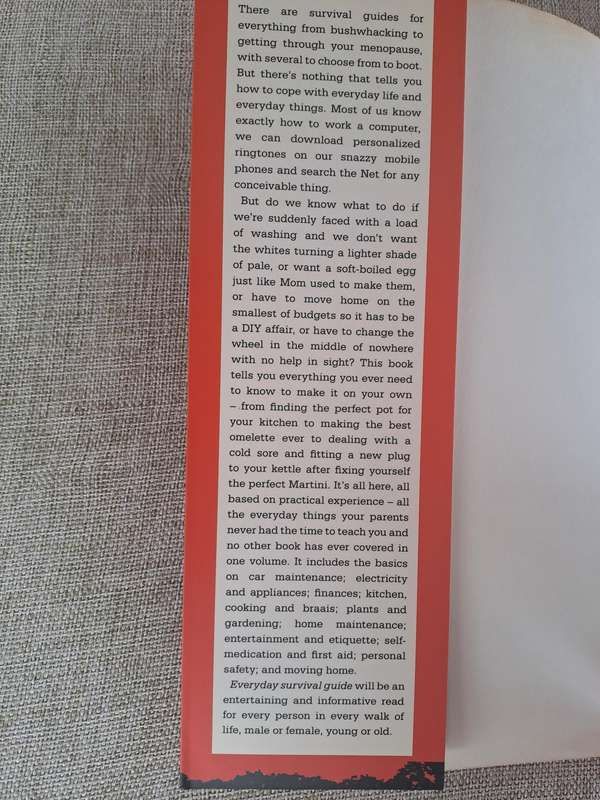 There are survival guides for
everything from bushwhacking to
getting through your menopause,
with several to choose from to boot.
But there's nothing that tells you
how to cope with everyday life and
everyday things. Most of us know
exactly how to work a computer,
we can download personalized
ringtones on our snazzy mobile
phones and search the Net for any
conceivable thing.
But do we know what to do if
we're suddenly faced with a load
of washing and we don't want
the whites turning a lighter shade
of pale, or want a soft-boiled egg
just like Mom used to make them,
or have to move home on the
smallest of budgets so it has to be
a DIY affair, or have to change the
wheel in the middle of nowhere
with no help in sight? This book
tells you everything you ever need
to know to make it on your own
– from finding the perfect pot for
your kitchen to making the best
omelette ever to dealing with a
cold sore and fitting a new plug
to your kettle after fixing yourself
the perfect Martini. It's all here, all
based on practical experience – all
the everyday things your parents
never had the time to teach you and
no other book has ever covered in
one volume. It includes the basics
on car maintenance; electricity
and appliances; finances; kitchen,
cooking and braais; plants and
gardening; home maintenance;
entertainment and etiquette; self-
medication and first aid; personal
safety; and moving home.
Everyday survival guide will be an
entertaining and informative read
for every person in every walk of
life, male or female, young or old.